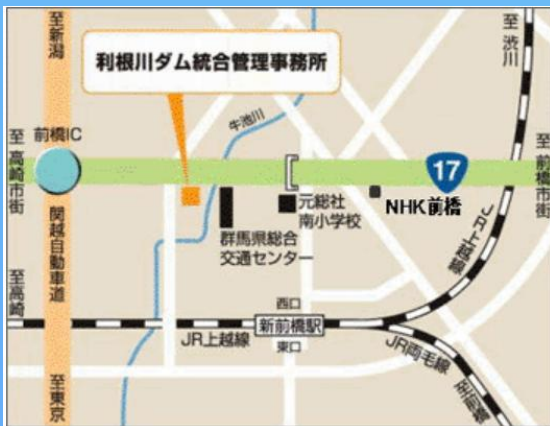 至新潟
利根川ダム統合管理事務所
至渋川
牛池川
前橋IC
至高崎市街
17
至前橋市街
NHK前橋
元総社
南小学校
群馬県総合
交通センター
関越自動車道
JR上越線
至高崎
西口
新前橋駅
東口
JR上越線
JR両毛線
至東京
至前橋